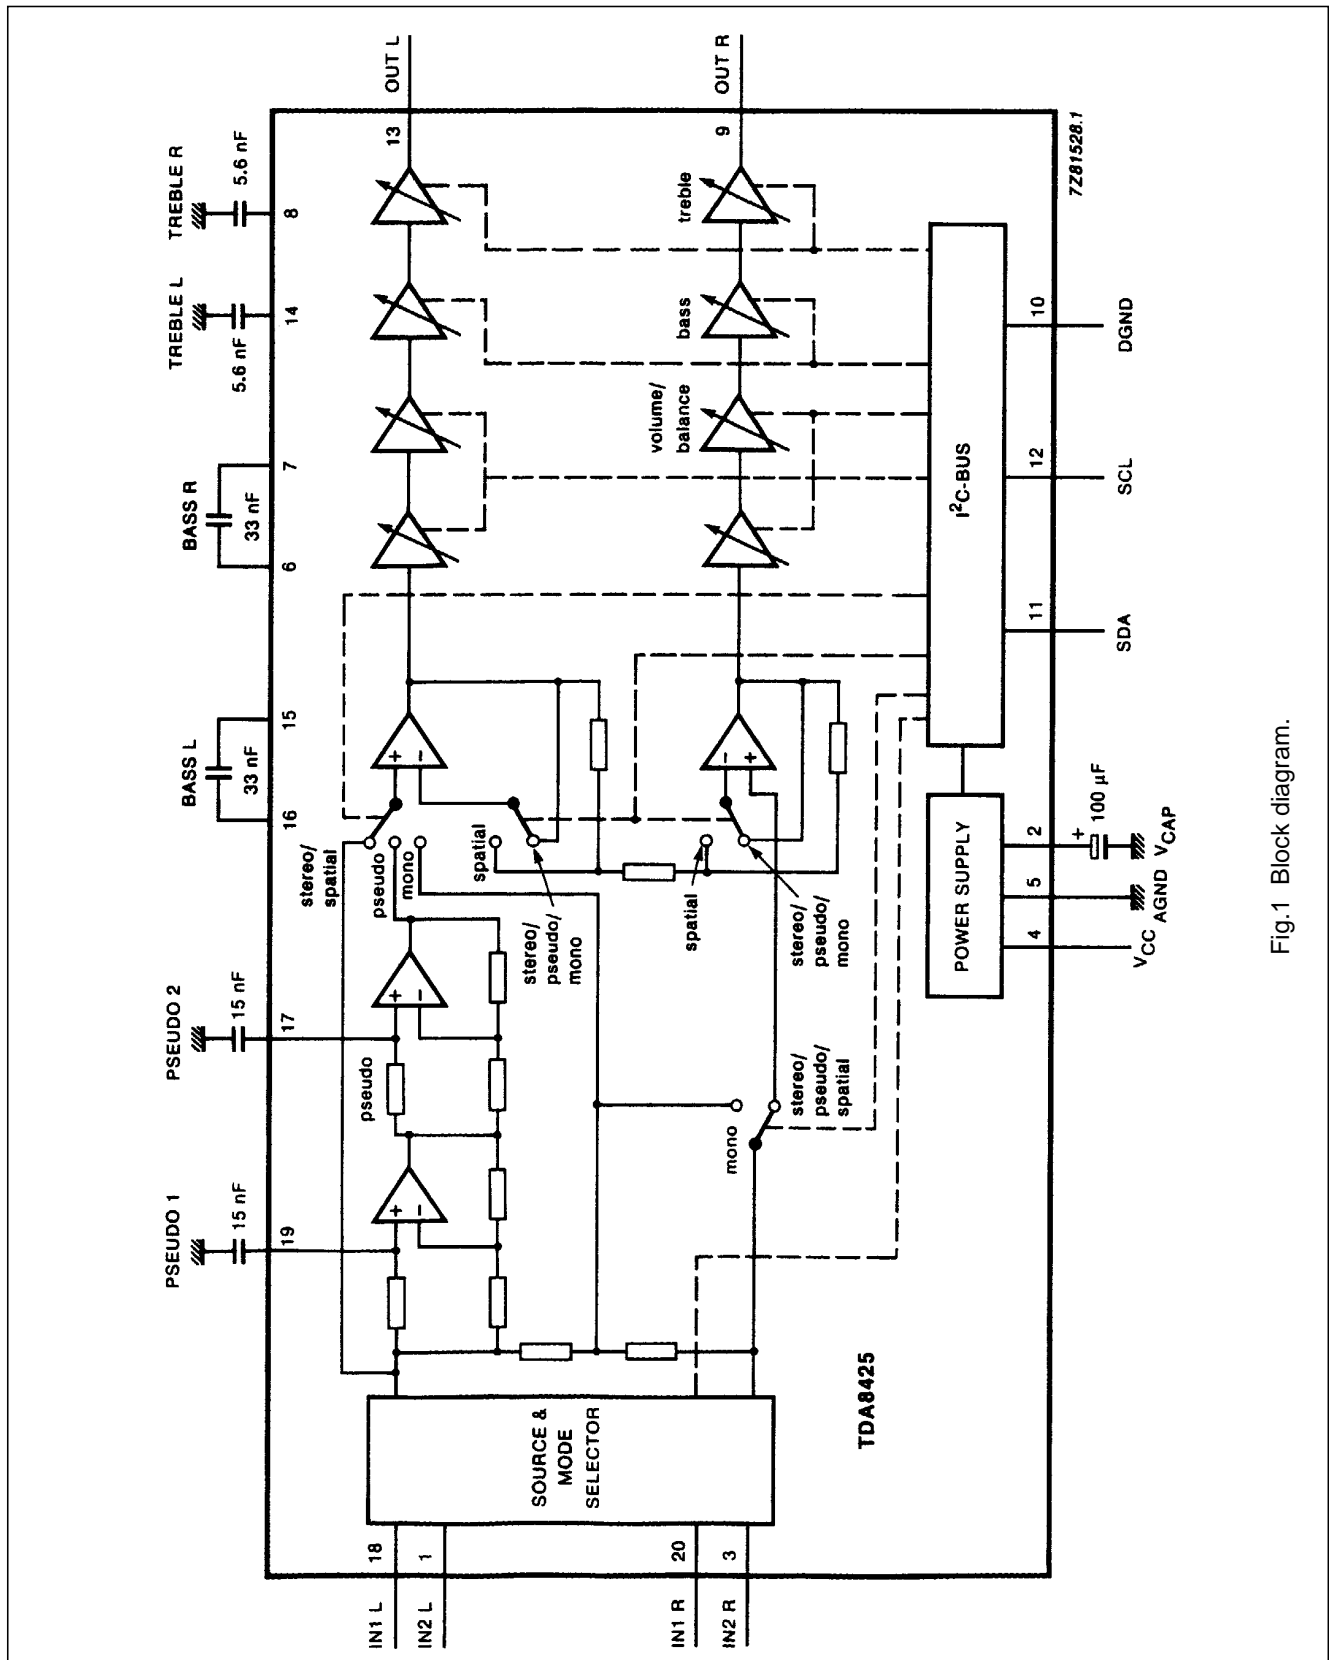 PSEUDO 1
15 nF
19
PSEUDO 2
15 nF
17
BASS L
33 nF
16
15
BASS R
33 nF
6
7
TREBLE L
5.6 nF
14
TREBLE R
5.6 nF
8
IN1 L
18
IN2 L
1
IN1 R
20
IN2 R
3
SOURCE &
MODE
SELECTOR
+
−
pseudo
+
−
stereo/
spatial
pseudo
mono
+
−
spatial
stereo/
pseudo/
mono
spatial
−
+
stereo/
pseudo/
mono
mono
stereo/
pseudo/
spatial
volume/
balance
bass
treble
13
OUT L
9
OUT R
TDA8425
POWER SUPPLY
I²C-BUS
4
VCC
5
AGND
2
+
100 µF
VCAP
11
SDA
12
SCL
10
DGND
7Z81528.1
Fig.1 Block diagram.